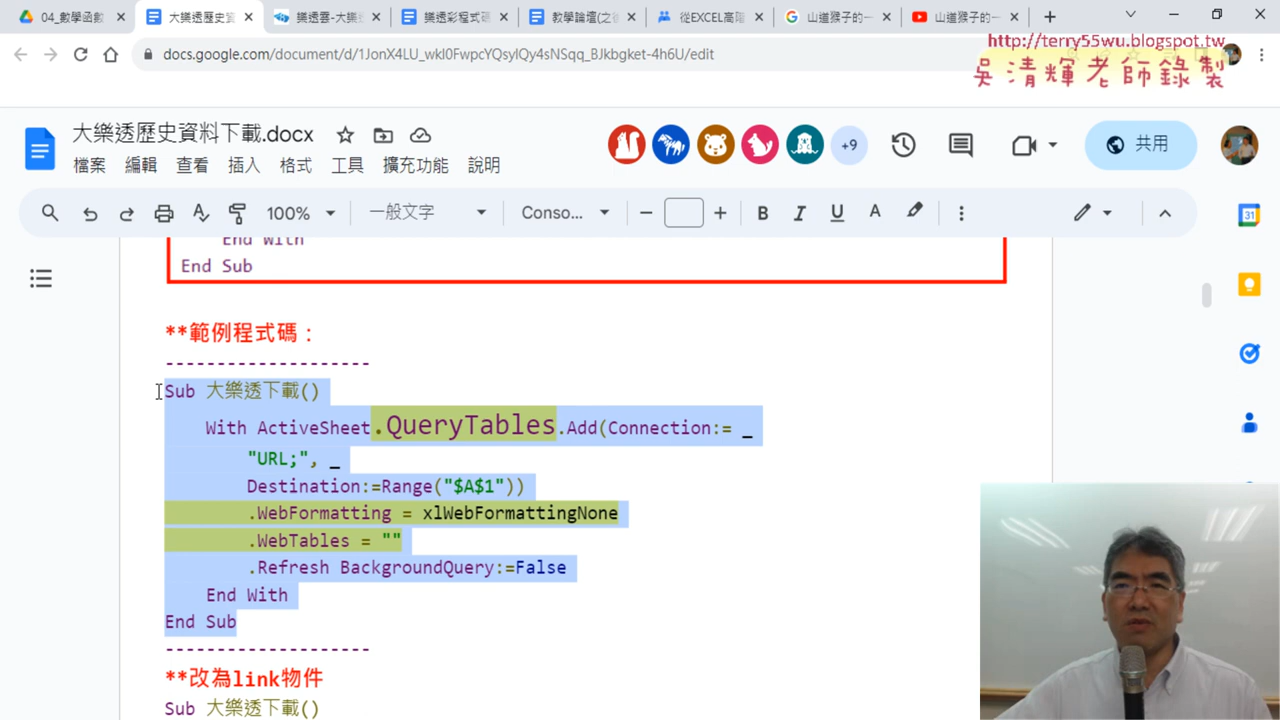 04_數學函數
大樂透歷史資
樂透雲-大樂
樂透彩程式碼
教學論壇(之後
從EXCEL高階
山道猴子的一
山道猴子的一
docs.google.com/document/d/1JonX4LU_wkI0FwpcYQsylQy4sNSqq_BJkbgket-4h6U/edit
http://terry55wu.blogspot.tw
吳清輝老師錄製
大樂透歷史資料下載.docx
+9
共用
檔案 編輯 查看 插入 格式 工具 擴充功能 說明
100% 一般文字 Conso... B I U A
31
End With
End Sub
**範例程式碼：
--------------------
Sub 大樂透下載()
With ActiveSheet.QueryTables.Add(Connection:= _
"URL;", _
Destination:=Range("$A$1"))
.WebFormatting = xlWebFormattingNone
.WebTables = ""
.Refresh BackgroundQuery:=False
End With
End Sub
--------------------
**改為link物件
Sub 大樂透下載()